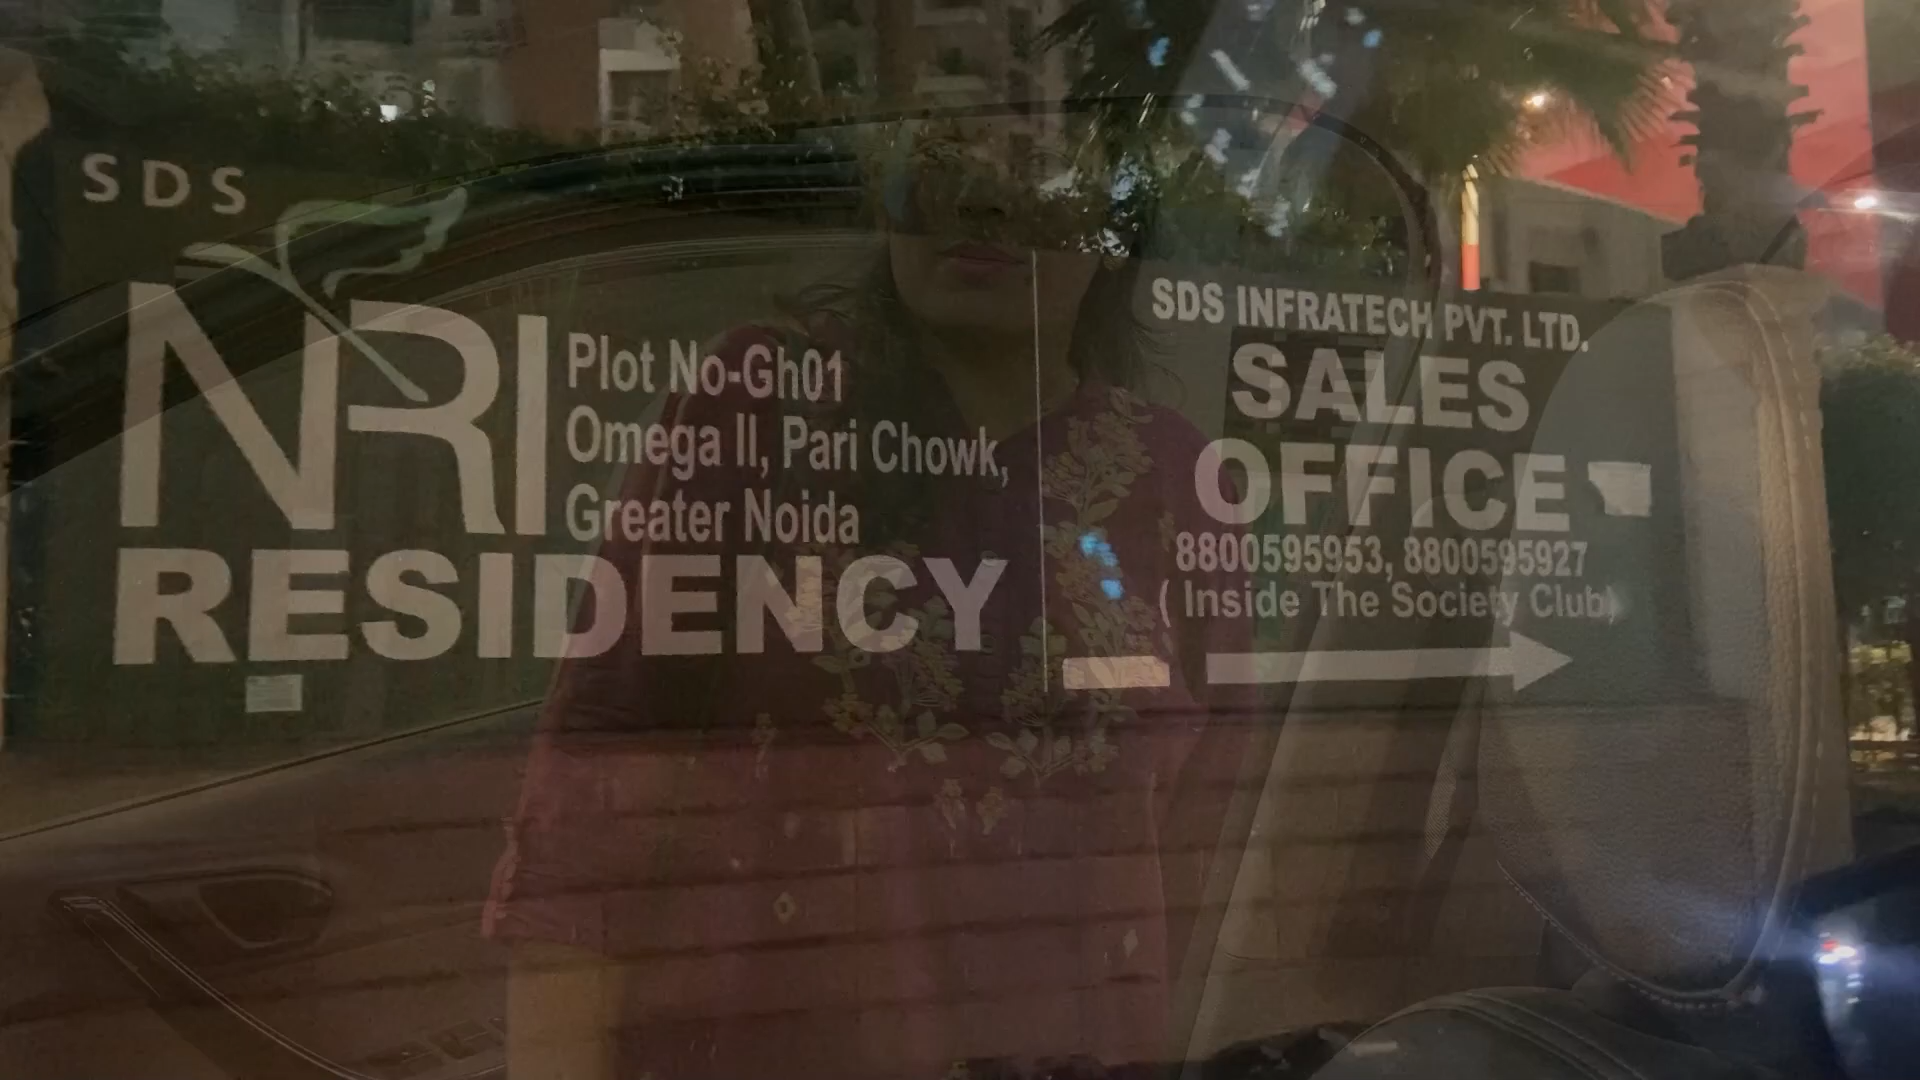 SDS
NRI
RESIDENCY
Plot No-Gh01
Omega II, Pari Chowk,
Greater Noida
SDS INFRATECH PVT. LTD.
SALES
OFFICE
8800595953, 8800595927
( Inside The Society Club)